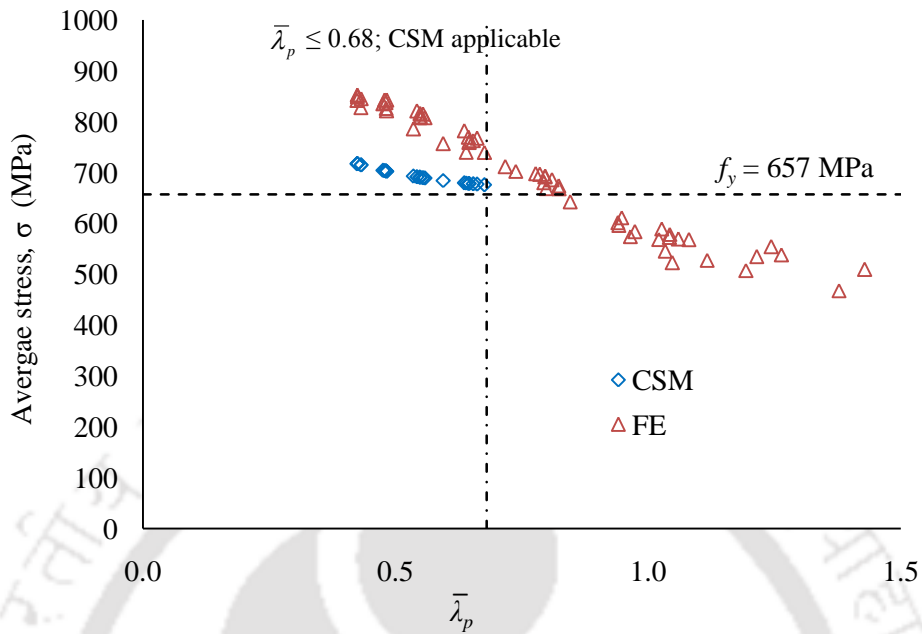 1000
900
800
700
600
500
400
300
200
100
0
Avergae stress, σ (MPa)
λ̅p ≤ 0.68; CSM applicable
fy = 657 MPa
CSM
FE
0.0 0.5 1.0 1.5
λ̅p